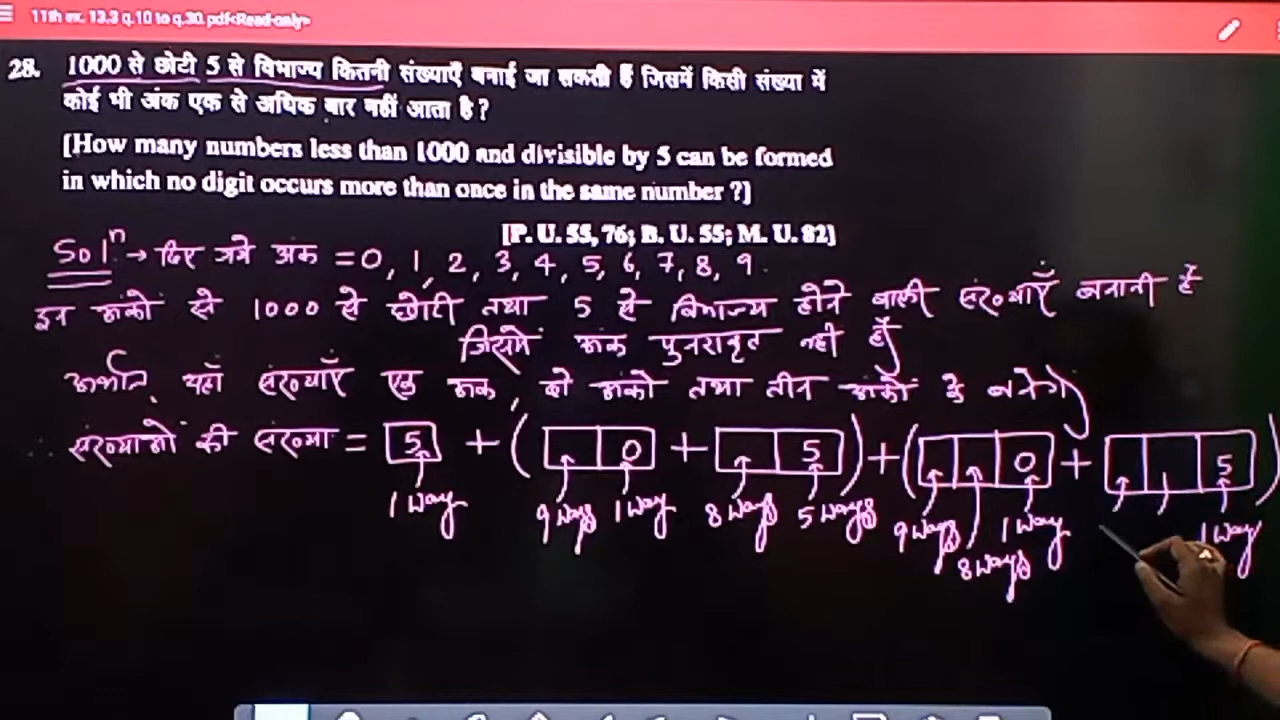 11th ex. 13.3 q.10 to q.30.pdf<Read-only>
28. 1000 से छोटी 5 से विभाज्य कितनी संख्याएँ बनाई जा सकती हैं जिसमें किसी संख्या में
कोई भी अंक एक से अधिक बार नहीं आता है ?
[How many numbers less than 1000 and divisible by 5 can be formed
in which no digit occurs more than once in the same number ?]
[P. U. 55, 76; B. U. 55; M. U. 82]
Solⁿ → दिए गये अंक = 0, 1, 2, 3, 4, 5, 6, 7, 8, 9
इन अंको से 1000 से छोटी तथा 5 से विभाज्य होने वाली संख्याएँ बनानी हैं
जिसमें अंक पुनरावृत नहीं हों
अर्थात, यहाँ संख्याएँ एक अंक, दो अंको तथा तीन अंको के बनेंगे
∴ संख्याओं की संख्या = 5 + ( 0 + 5 ) + ( 0 + 5 )
1 way 9 ways 1 way 8 ways 5 ways 9 ways 1 way 1 way
8 ways